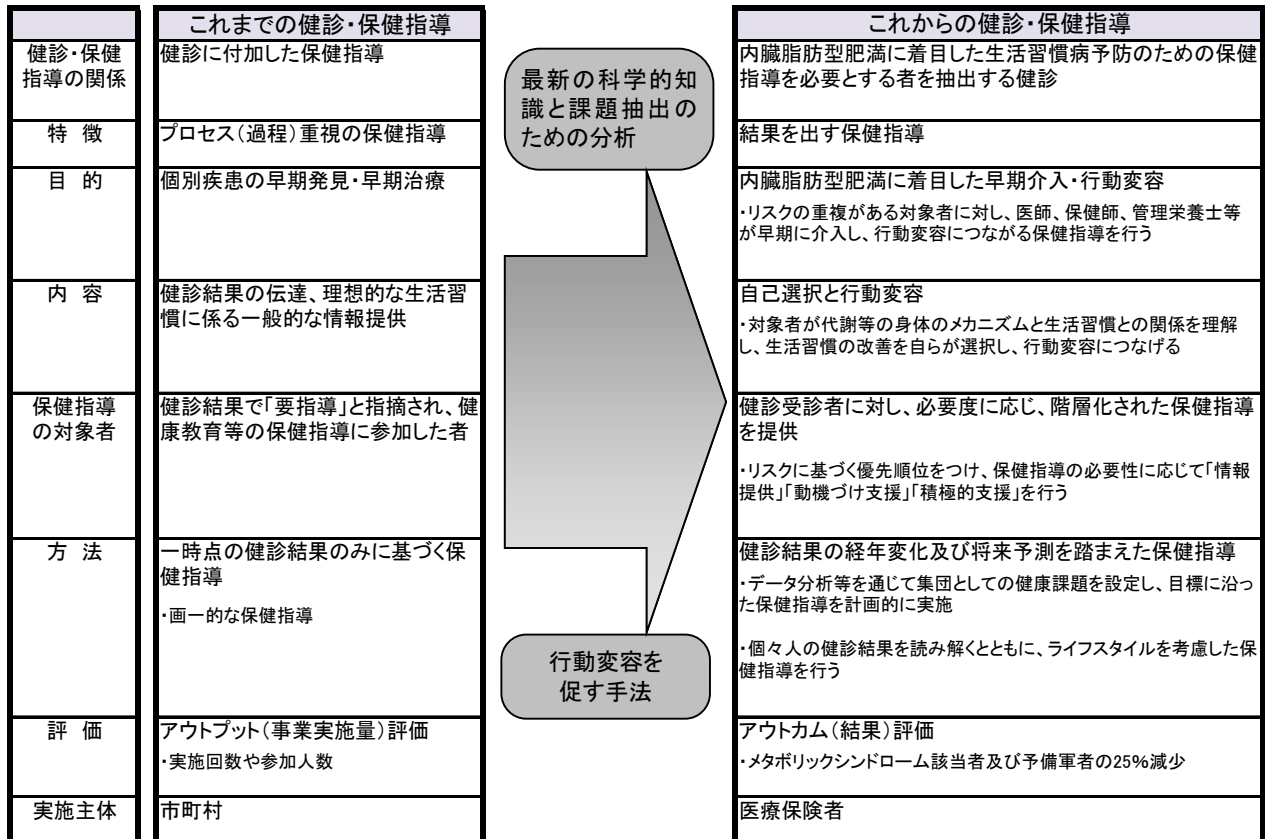 これまでの健診・保健指導
これからの健診・保健指導
健診・保健
指導の関係
健診に付加した保健指導
内臓脂肪型肥満に着目した生活習慣病予防のための保健
指導を必要とする者を抽出する健診
特 徴
プロセス（過程）重視の保健指導
結果を出す保健指導
目 的
個別疾患の早期発見・早期治療
内臓脂肪型肥満に着目した早期介入・行動変容
・リスクの重複がある対象者に対し、医師、保健師、管理栄養士等
が早期に介入し、行動変容につながる保健指導を行う
内 容
健診結果の伝達、理想的な生活習
慣に係る一般的な情報提供
自己選択と行動変容
・対象者が代謝等の身体のメカニズムと生活習慣との関係を理解
し、生活習慣の改善を自らが選択し、行動変容につなげる
保健指導
の対象者
健診結果で「要指導」と指摘され、健
康教育等の保健指導に参加した者
健診受診者に対し、必要度に応じ、階層化された保健指導
を提供
・リスクに基づく優先順位をつけ、保健指導の必要性に応じて「情報
提供」「動機づけ支援」「積極的支援」を行う
方 法
一時点の健診結果のみに基づく保
健指導
・画一的な保健指導
健診結果の経年変化及び将来予測を踏まえた保健指導
・データ分析等を通じて集団としての健康課題を設定し、目標に沿っ
た保健指導を計画的に実施
・個々人の健診結果を読み解くとともに、ライフスタイルを考慮した保
健指導を行う
評 価
アウトプット（事業実施量）評価
・実施回数や参加人数
アウトカム（結果）評価
・メタボリックシンドローム該当者及び予備軍者の25％減少
実施主体
市町村
医療保険者
最新の科学的知
識と課題抽出の
ための分析
行動変容を
促す手法